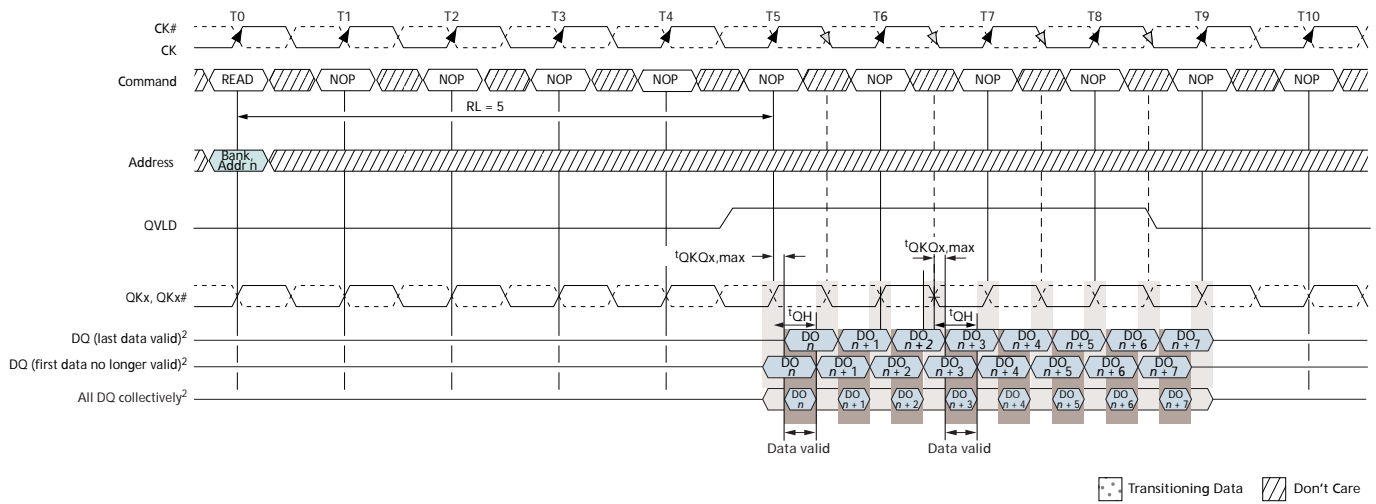 T0 T1 T2 T3 T4 T5 T6 T7 T8 T9 T10
CK#
CK
Command READ NOP NOP NOP NOP NOP NOP NOP NOP NOP NOP
RL = 5
Address Bank,
Addr n
QVLD
tQKQx,max tQKQx,max
QKx, QKx#
tQH tQH
DQ (last data valid)2 DO n DO n + 1 DO n + 2 DO n + 3 DO n + 4 DO n + 5 DO n + 6 DO n + 7
DQ (first data no longer valid)2 DO n DO n + 1 DO n + 2 DO n + 3 DO n + 4 DO n + 5 DO n + 6 DO n + 7
All DQ collectively2 DO n DO n + 1 DO n + 2 DO n + 3 DO n + 4 DO n + 5 DO n + 6 DO n + 7
Data valid Data valid
Transitioning Data Don't Care